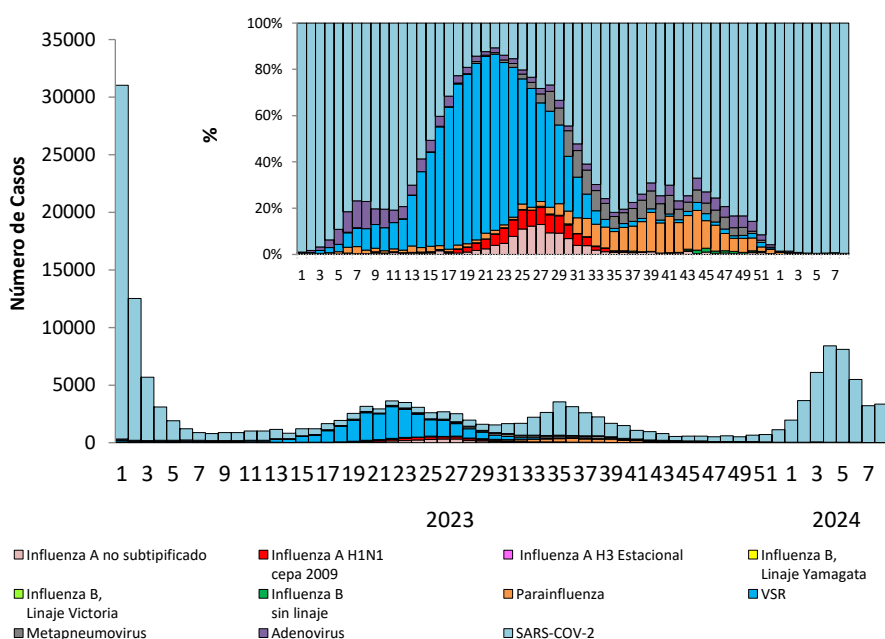 100%
80%
60%
40%
20%
0%
%
1 3 5 7 9 11 13 15 17 19 21 23 25 27 29 31 33 35 37 39 41 43 45 47 49 51 1 3 5 7
35000
30000
25000
20000
15000
10000
5000
0
Número de Casos
1 3 5 7 9 11 13 15 17 19 21 23 25 27 29 31 33 35 37 39 41 43 45 47 49 51 1 3 5 7
2023 2024
Influenza A no subtipificado
Influenza A H1N1
cepa 2009
Influenza A H3 Estacional
Influenza B,
Linaje Yamagata
Influenza B,
Linaje Victoria
Influenza B
sin linaje
Parainfluenza
VSR
Metapneumovirus
Adenovirus
SARS-COV-2